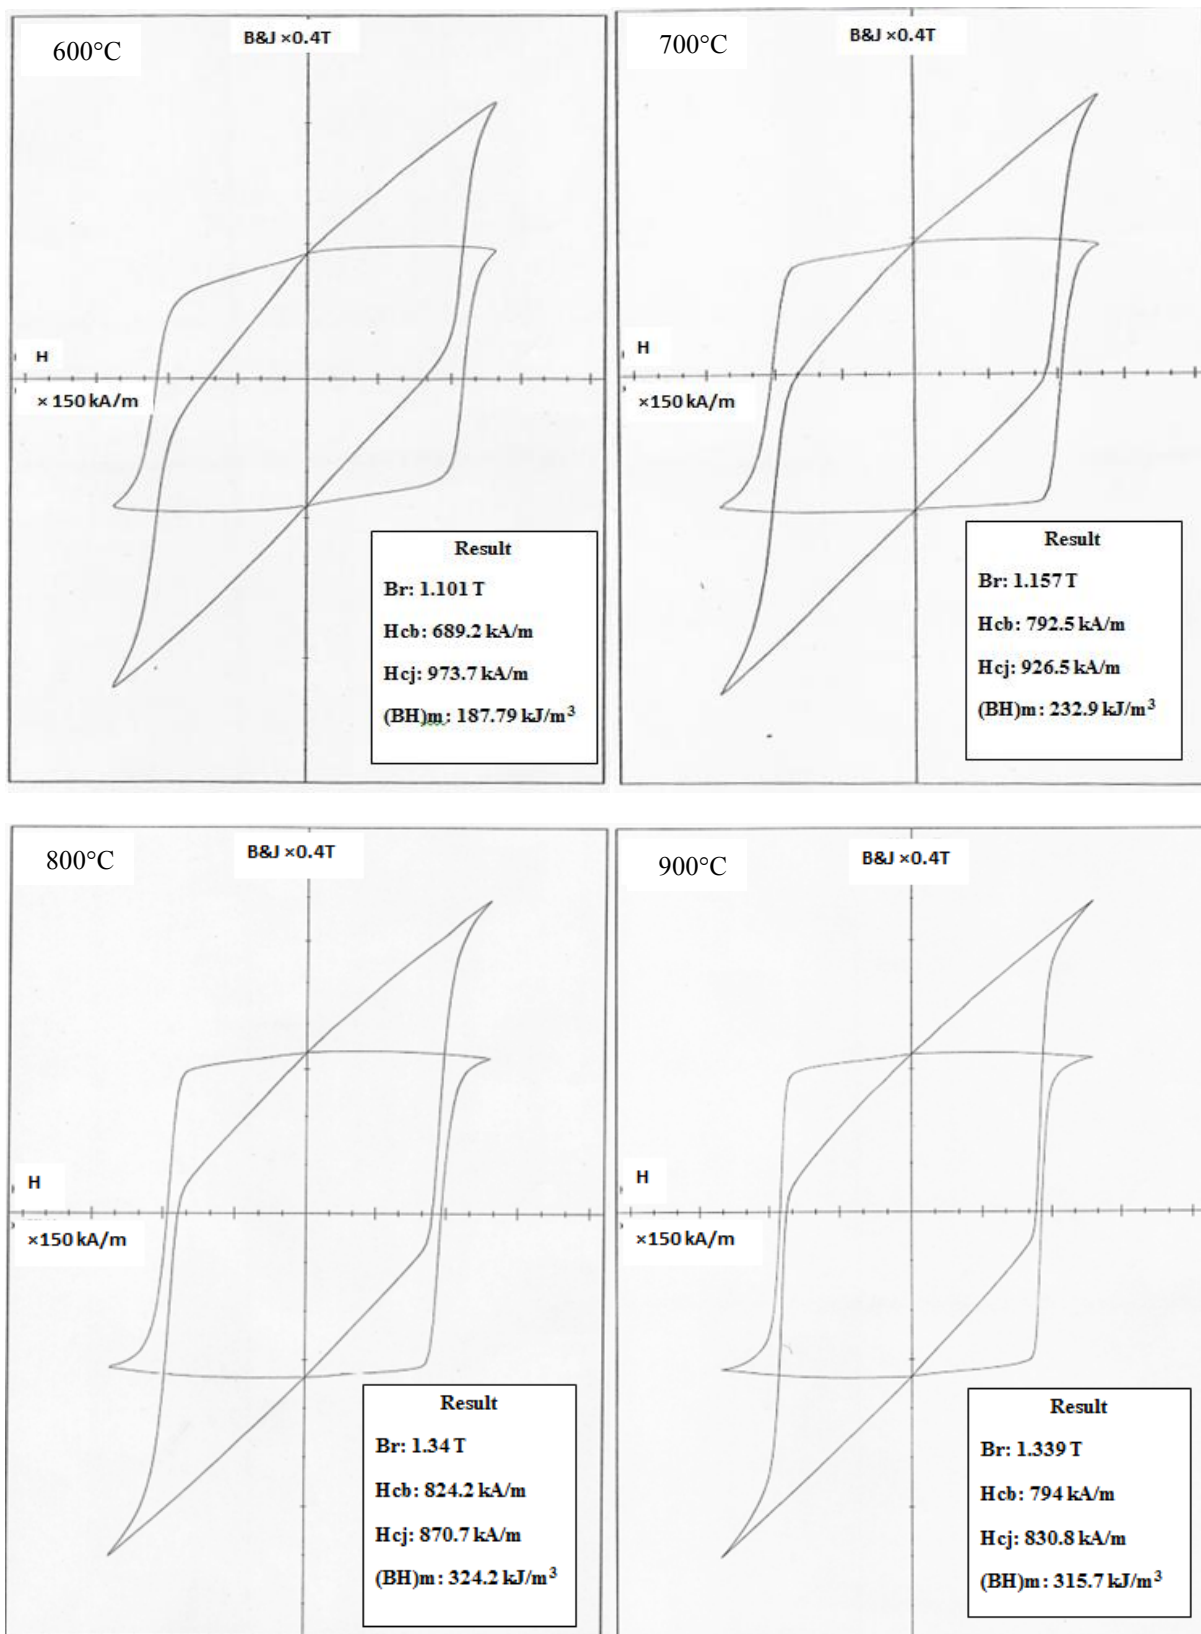 600°C
B&J ×0.4T
H
×150 kA/m
Result
Br: 1.101 T
Hcb: 689.2 kA/m
Hcj: 973.7 kA/m
(BH)m: 187.79 kJ/m³
700°C
B&J ×0.4T
H
×150 kA/m
Result
Br: 1.157 T
Hcb: 792.5 kA/m
Hcj: 926.5 kA/m
(BH)m: 232.9 kJ/m³
800°C
B&J ×0.4T
H
×150 kA/m
Result
Br: 1.34 T
Hcb: 824.2 kA/m
Hcj: 870.7 kA/m
(BH)m: 324.2 kJ/m³
900°C
B&J ×0.4T
H
×150 kA/m
Result
Br: 1.339 T
Hcb: 794 kA/m
Hcj: 830.8 kA/m
(BH)m: 315.7 kJ/m³